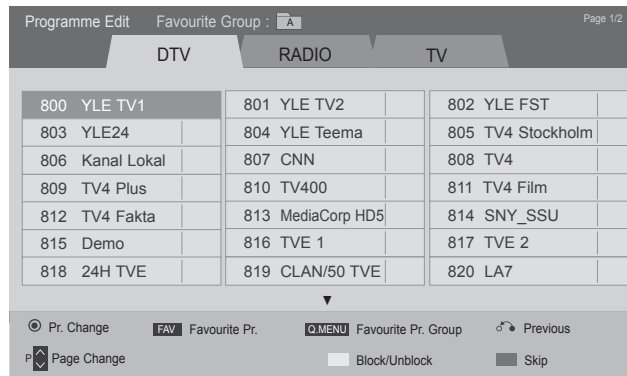 Programme Edit Favourite Group : A Page 1/2
DTV RADIO TV
800 YLE TV1 801 YLE TV2 802 YLE FST
803 YLE24 804 YLE Teema 805 TV4 Stockholm
806 Kanal Lokal 807 CNN 808 TV4
809 TV4 Plus 810 TV400 811 TV4 Film
812 TV4 Fakta 813 MediaCorp HD5 814 SNY_SSU
815 Demo 816 TVE 1 817 TVE 2
818 24H TVE 819 CLAN/50 TVE 820 LA7
Pr. Change FAV Favourite Pr. Q.MENU Favourite Pr. Group Previous
P Page Change Block/Unblock Skip